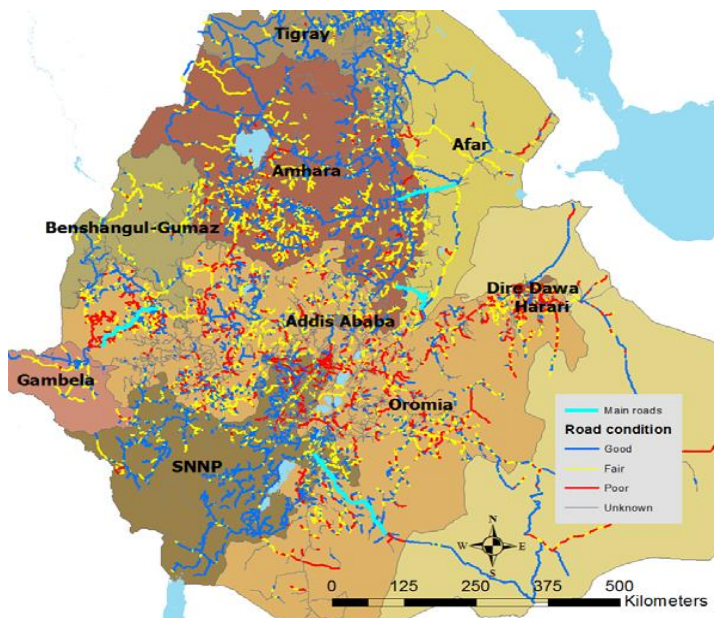 Tigray
Amhara
Afar
Benshangul-Gumaz
Dire Dawa
Harari
Addis Ababa
Gambela
Oromia
SNNP
Main roads
Road condition
Good
Fair
Poor
Unknown
N
W E
S
0 125 250 375 500
Kilometers